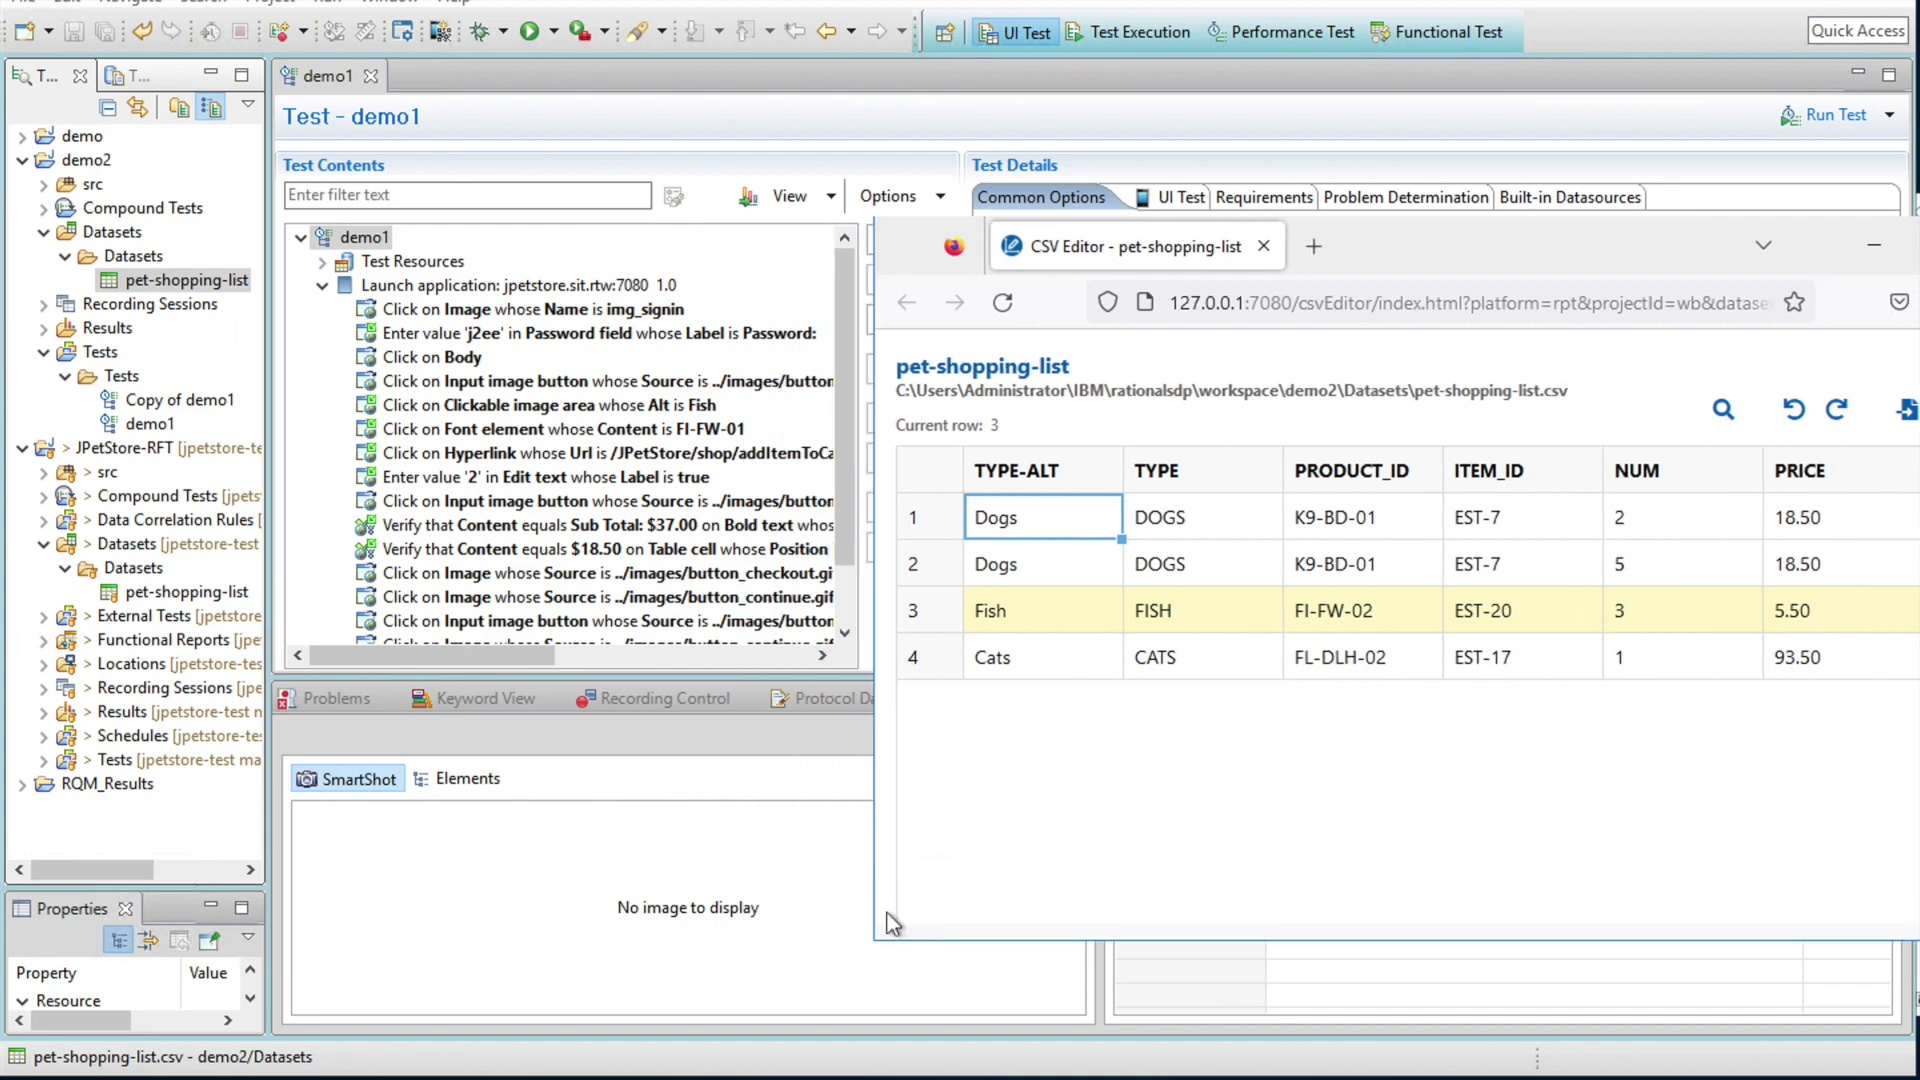 UI Test
Test Execution
Performance Test
Functional Test
Quick Access
T...
T...
demo1
Test - demo1
Run Test
demo
demo2
src
Compound Tests
Datasets
Datasets
pet-shopping-list
Recording Sessions
Results
Tests
Tests
Copy of demo1
demo1
> JPetStore-RFT [jpetstore-te
> src
> Compound Tests [jpets
> Data Correlation Rules [
> Datasets [jpetstore-test
> Datasets
pet-shopping-list
> External Tests [jpetstore
> Functional Reports [jpe
> Locations [jpetstore-tes
> Recording Sessions [jpe
> Results [jpetstore-test n
> Schedules [jpetstore-te
> Tests [jpetstore-test ma
RQM_Results
Test Contents
Test Details
Enter filter text
View
Options
Common Options
UI Test
Requirements
Problem Determination
Built-in Datasources
demo1
Test Resources
Launch application: jpetstore.sit.rtw:7080 1.0
Click on Image whose Name is img_signin
Enter value 'j2ee' in Password field whose Label is Password:
Click on Body
Click on Input image button whose Source is ../images/button
Click on Clickable image area whose Alt is Fish
Click on Font element whose Content is FI-FW-01
Click on Hyperlink whose Url is /JPetStore/shop/addItemToCa
Enter value '2' in Edit text whose Label is true
Click on Input image button whose Source is ../images/button
Verify that Content equals Sub Total: $37.00 on Bold text whos
Verify that Content equals $18.50 on Table cell whose Position
Click on Image whose Source is ../images/button_checkout.gi
Click on Image whose Source is ../images/button_continue.gif
Click on Input image button whose Source is ../images/button
Click on Image whose Source is ../images/button_continue.gif
CSV Editor - pet-shopping-list
127.0.0.1:7080/csvEditor/index.html?platform=rpt&projectId=wb&datase
pet-shopping-list
C:\Users\Administrator\IBM\rationalsdp\workspace\demo2\Datasets\pet-shopping-list.csv
Current row: 3
TYPE-ALT TYPE PRODUCT_ID ITEM_ID NUM PRICE
1 Dogs DOGS K9-BD-01 EST-7 2 18.50
2 Dogs DOGS K9-BD-01 EST-7 5 18.50
3 Fish FISH FI-FW-02 EST-20 3 5.50
4 Cats CATS FL-DLH-02 EST-17 1 93.50
Problems
Keyword View
Recording Control
Protocol Da
SmartShot
Elements
No image to display
Properties
Property Value
Resource
pet-shopping-list.csv - demo2/Datasets